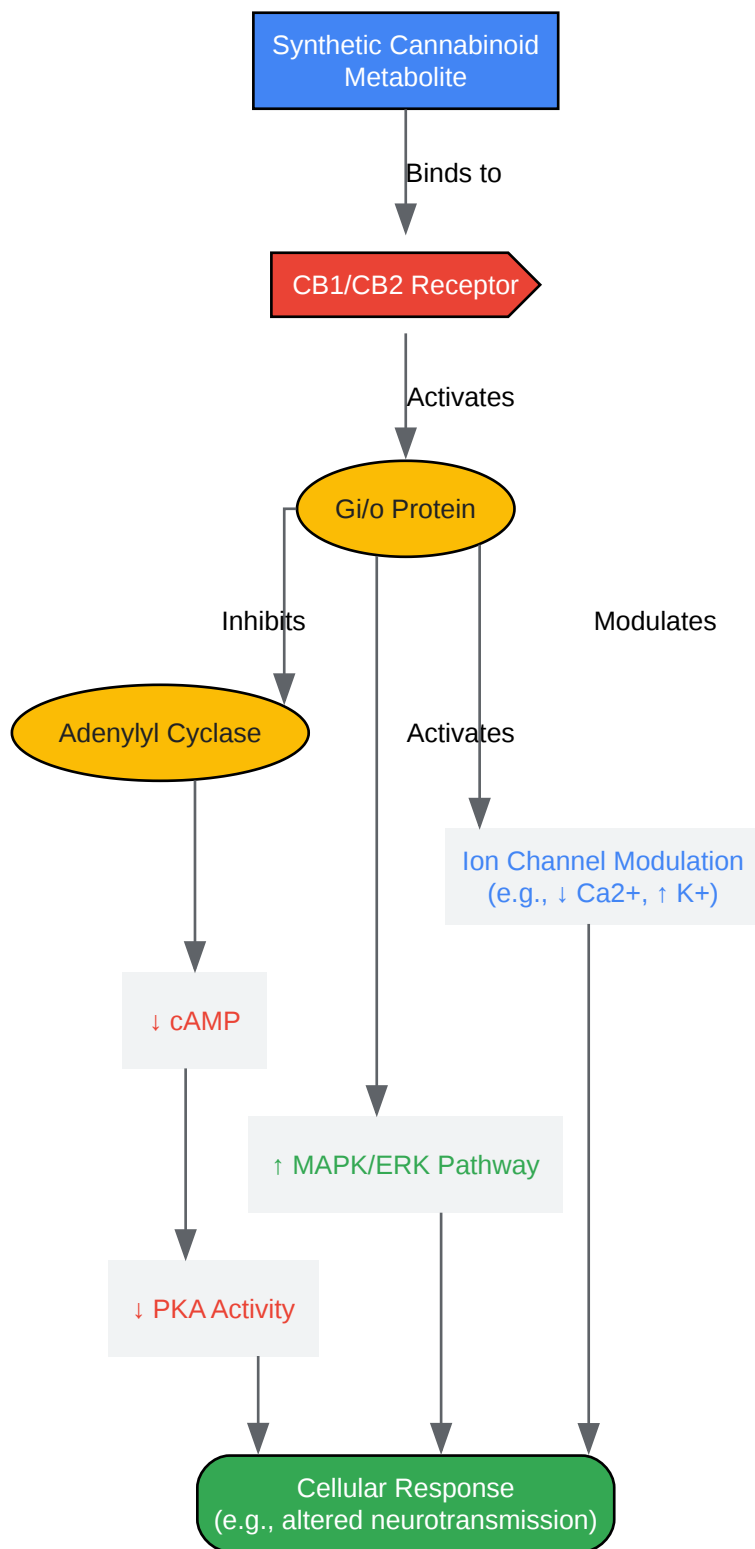 Synthetic Cannabinoid
Metabolite
Binds to
CB1/CB2 Receptor
Activates
Gi/o Protein
Inhibits
Modulates
Adenylyl Cyclase
Activates
Ion Channel Modulation
(e.g., ↓ Ca2+, ↑ K+)
↓ cAMP
↑ MAPK/ERK Pathway
↓ PKA Activity
Cellular Response
(e.g., altered neurotransmission)